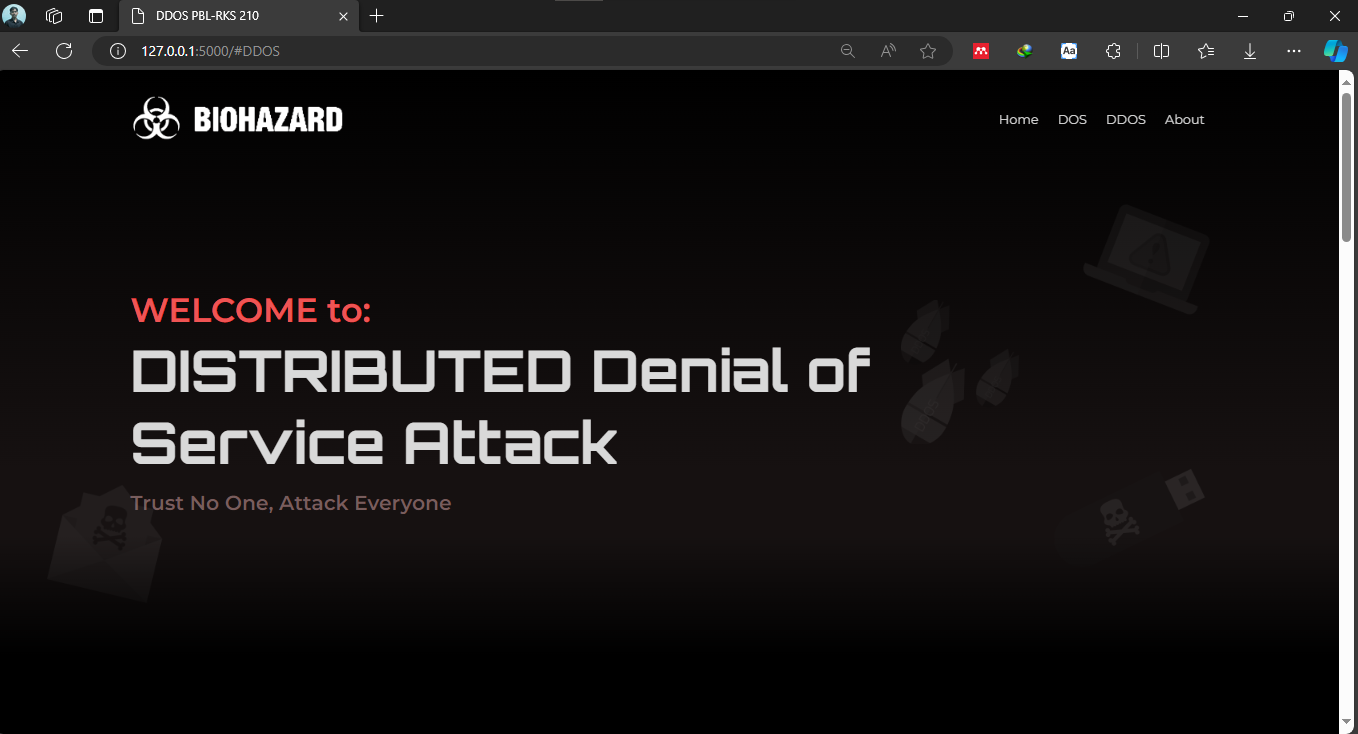 DDOS PBL-RKS 210
127.0.0.1:5000/#DDOS
BIOHAZARD
Home DOS DDOS About
WELCOME to:
DISTRIBUTED Denial of
Service Attack
Trust No One, Attack Everyone